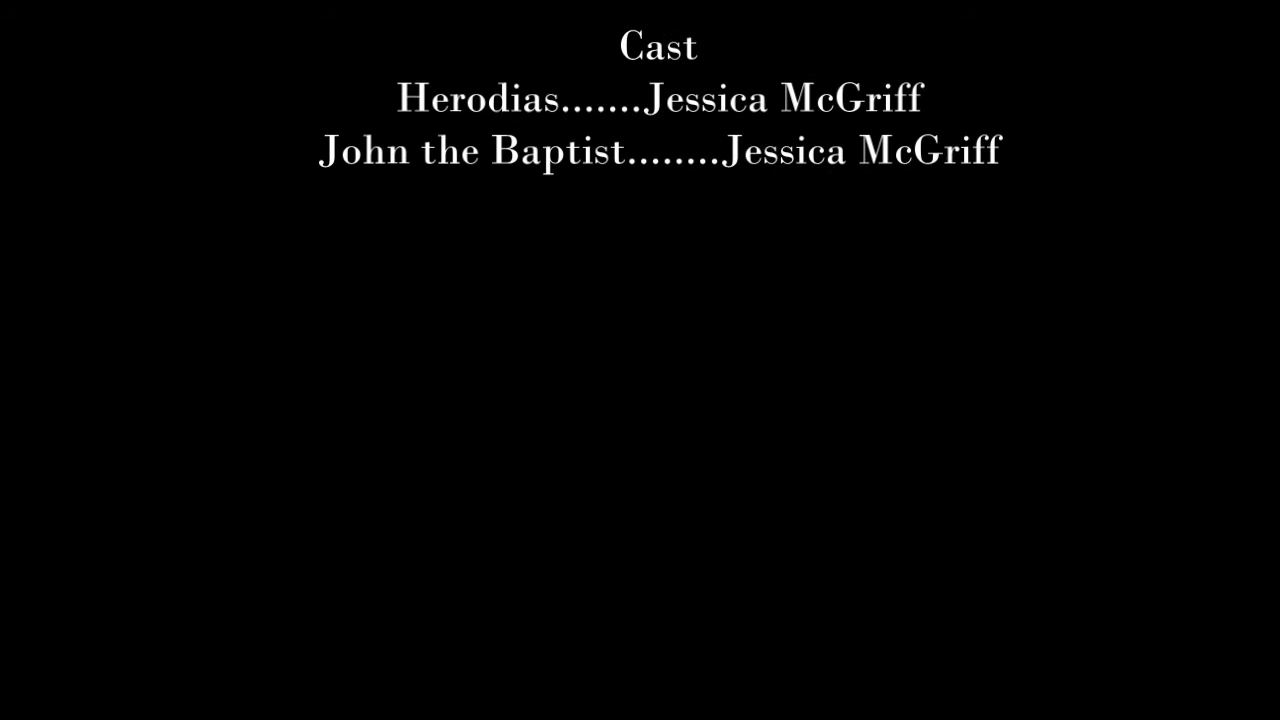 Cast
Herodias.......Jessica McGriff
John the Baptist........Jessica McGriff